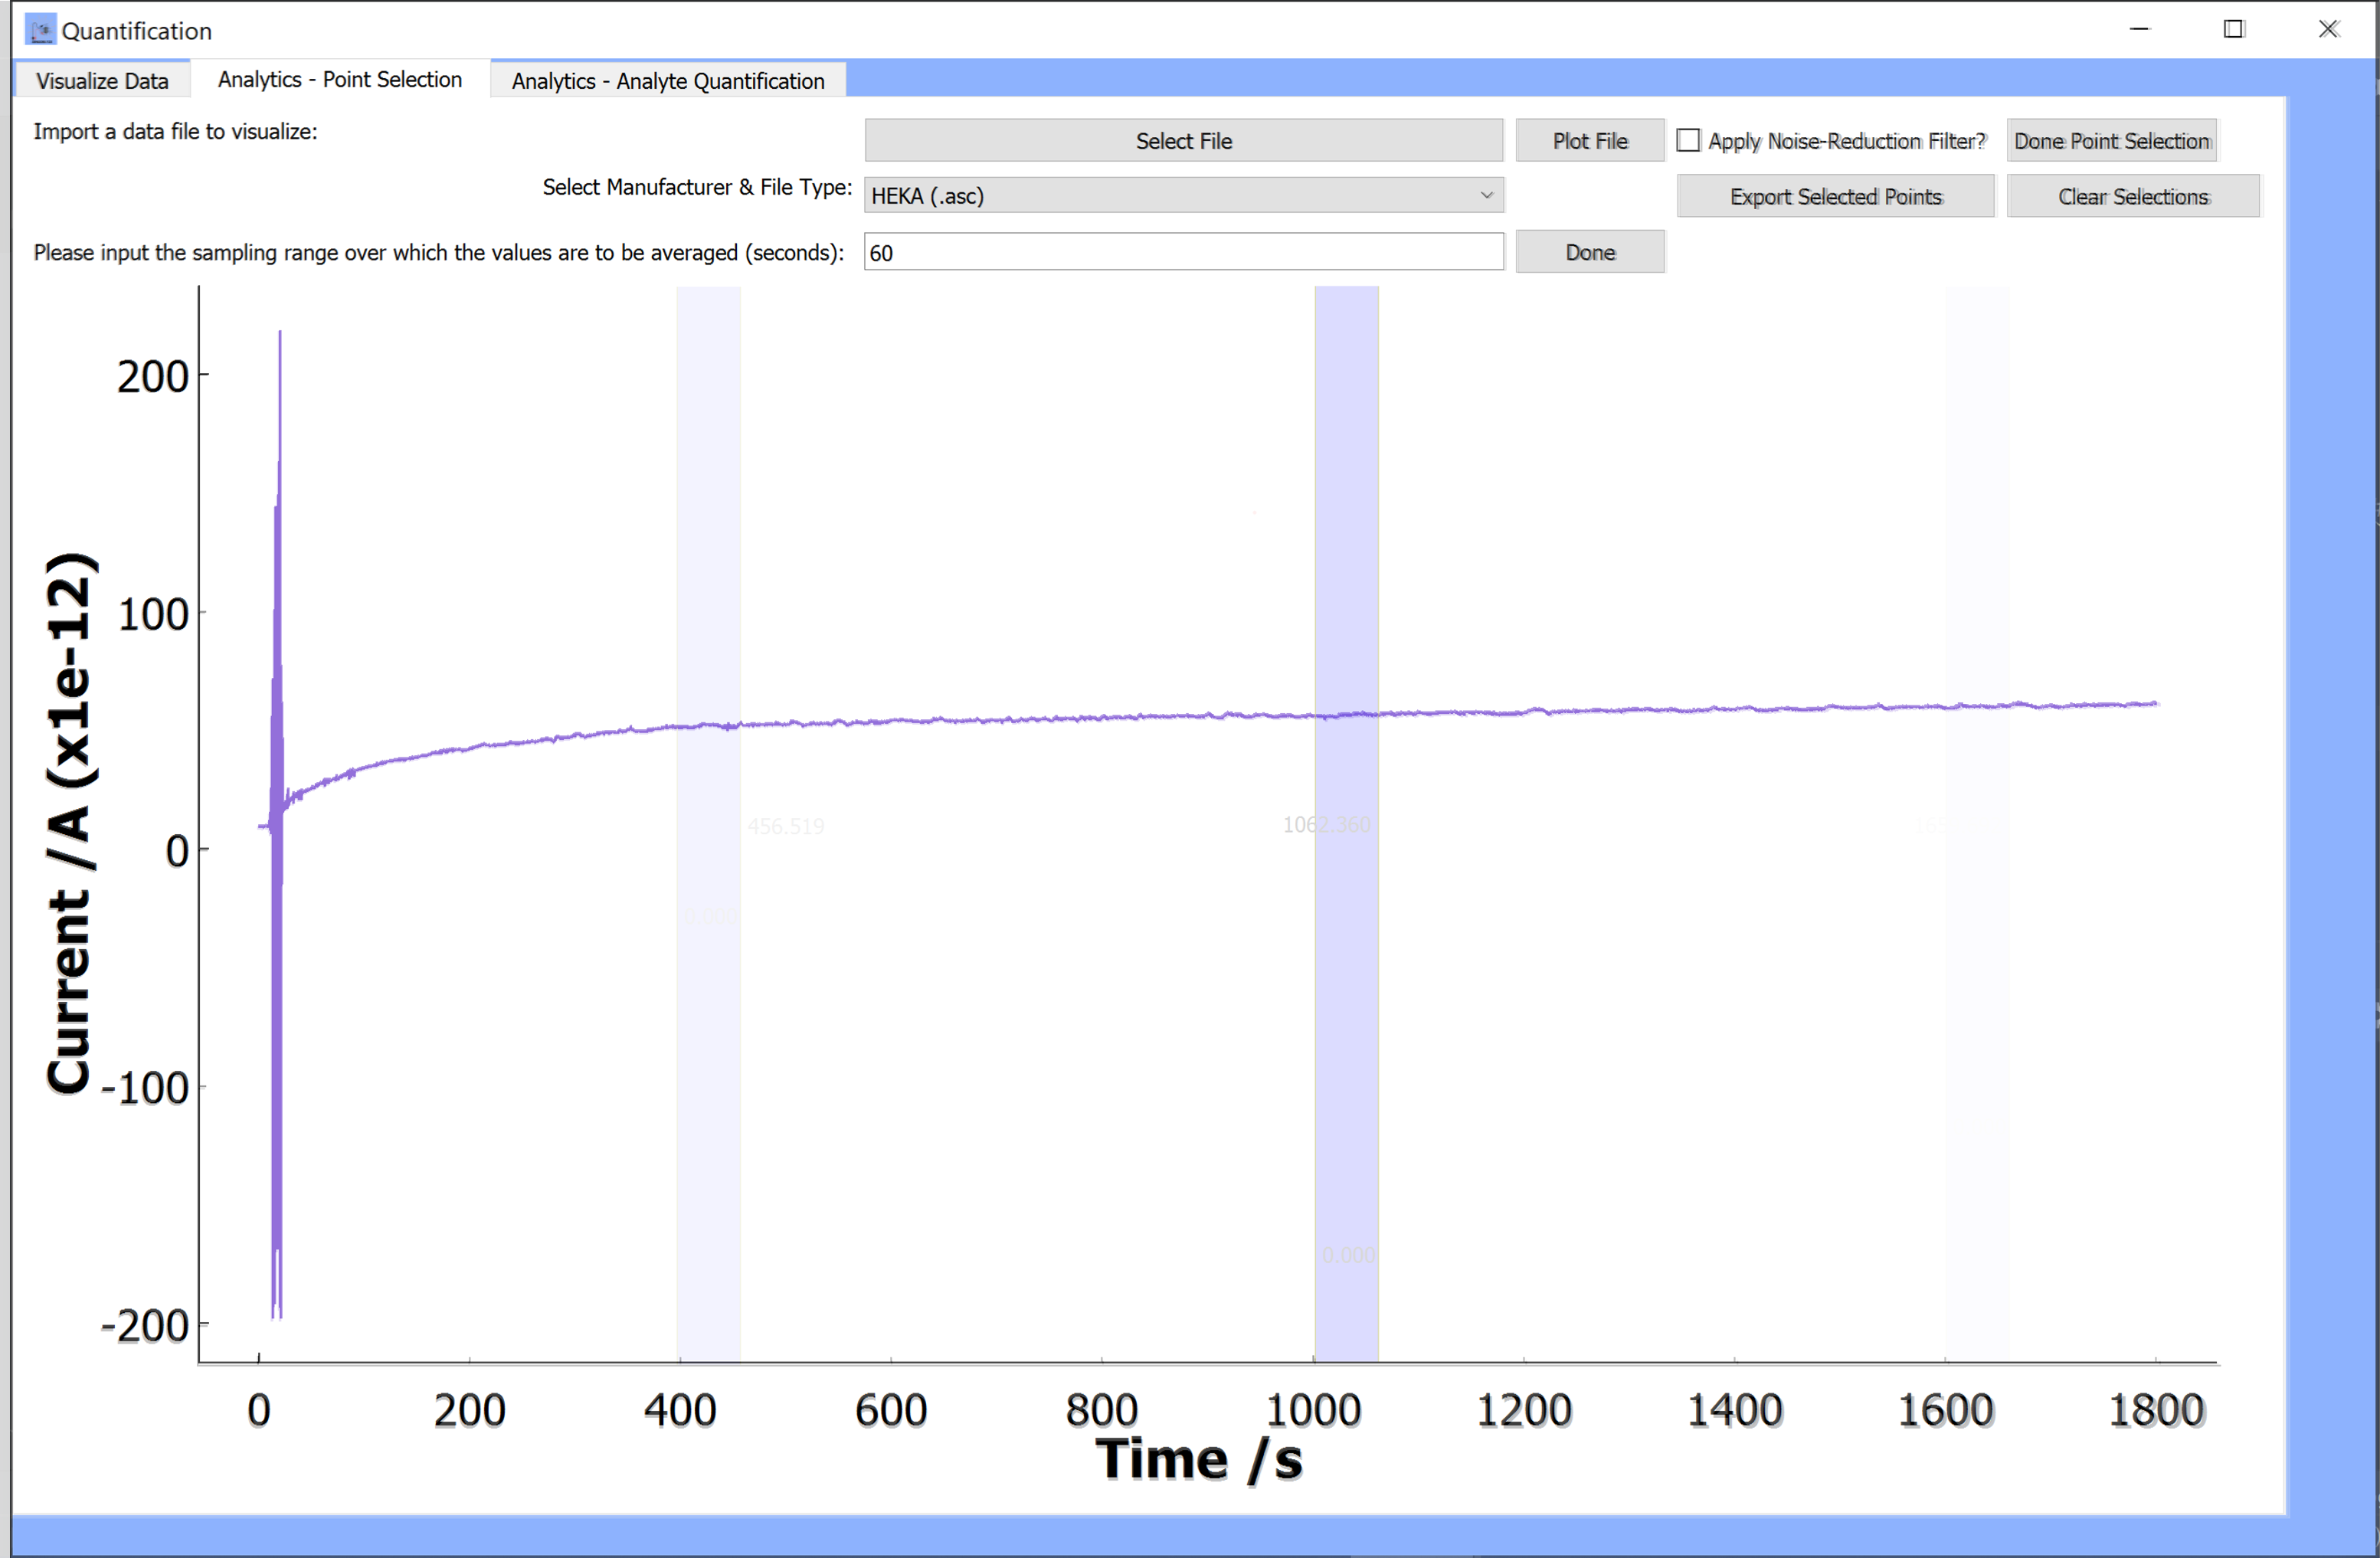 Quantification
Visualize Data
Analytics - Point Selection
Analytics - Analyte Quantification
Import a data file to visualize:
Select File
Plot File
Apply Noise-Reduction Filter?
Done Point Selection
Select Manufacturer & File Type:
HEKA (.asc)
Export Selected Points
Clear Selections
Please input the sampling range over which the values are to be averaged (seconds):
60
Done
Current /A (x1e-12)
200
100
0
-100
-200
456.519
0.000
1062.360
0.000
0
200
400
600
800
1000
1200
1400
1600
1800
Time /s